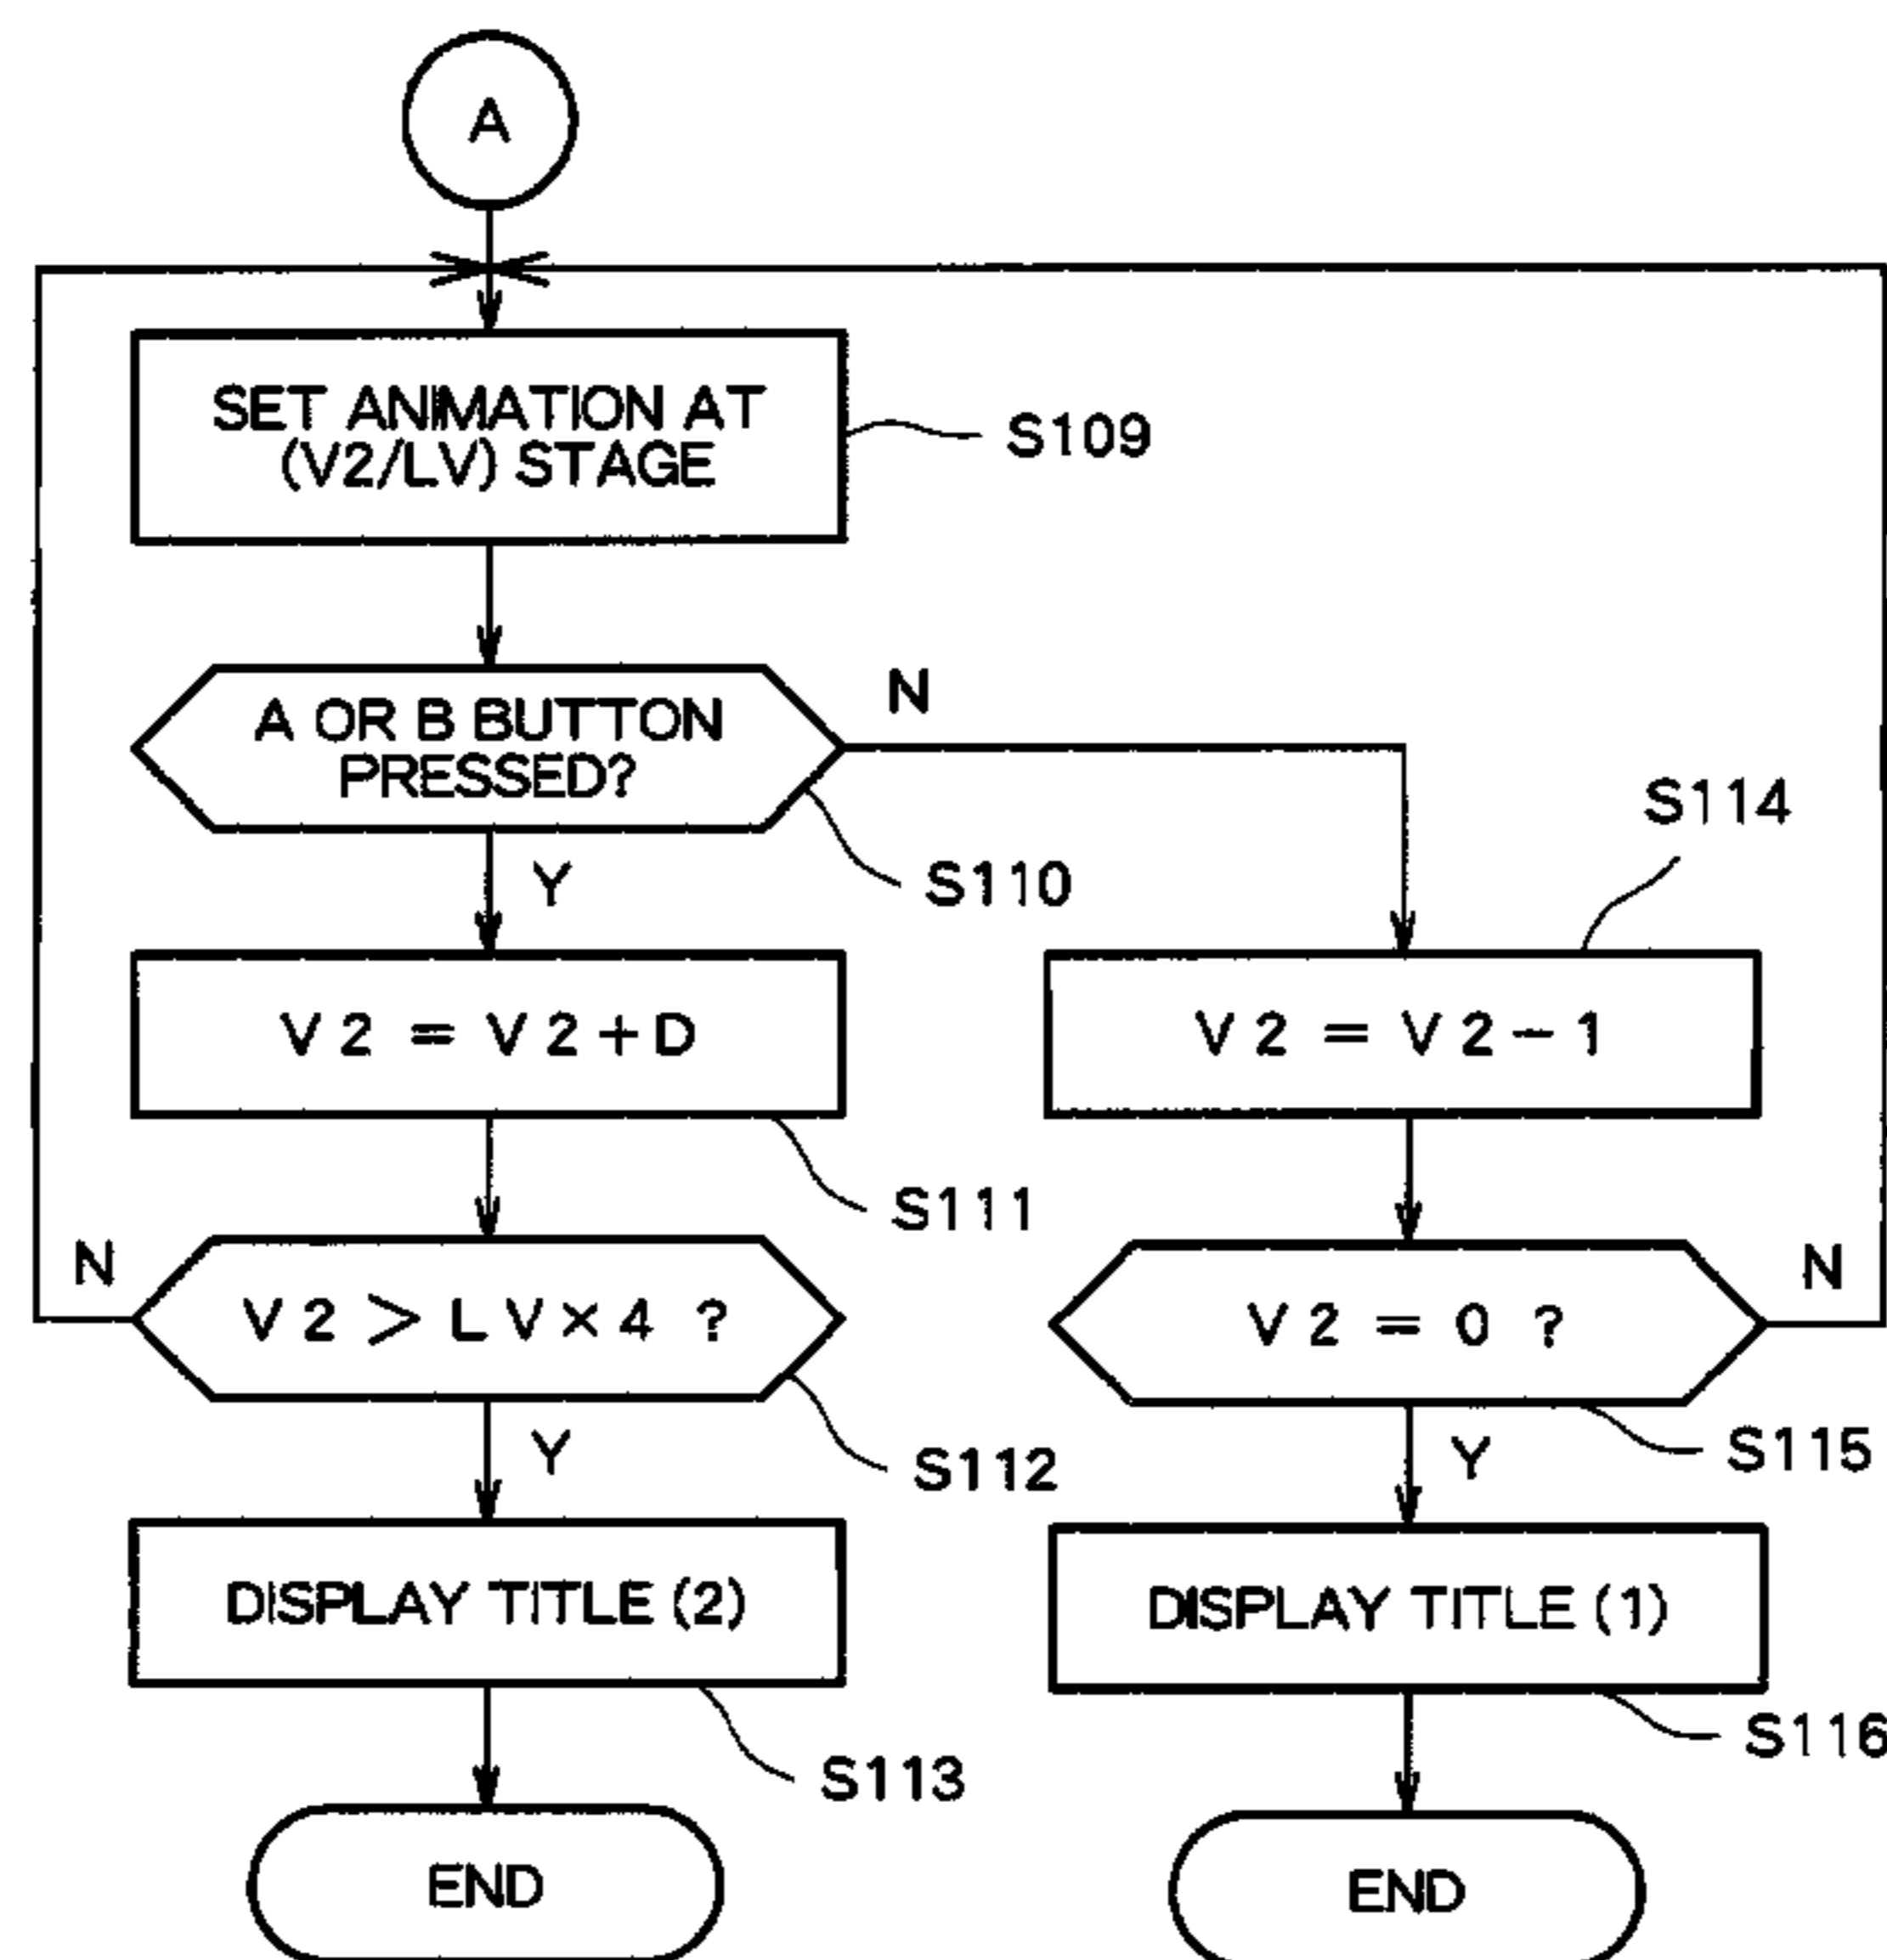 A
SET ANIMATION AT
(V2/LV) STAGE
S109
A OR B BUTTON
PRESSED?
N
S114
S110
Y
V2 = V2+D
V2 = V2-1
S111
N
V2 > LV×4 ?
V2 = 0 ?
N
S112
Y
S115
Y
DISPLAY TITLE (2)
DISPLAY TITLE (1)
S113
S116
END
END